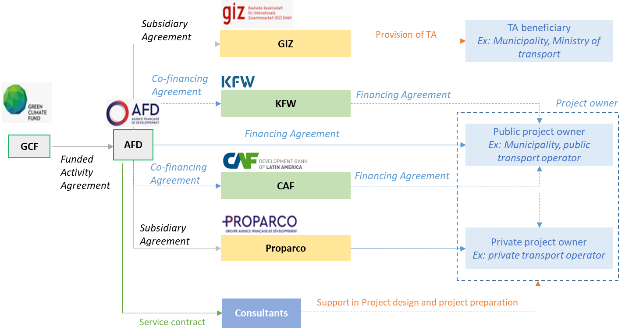 giz
Deutsche Gesellschaft
für Internationale
Zusammenarbeit (GIZ) GmbH
Subsidiary
Agreement
GIZ
Provision of TA
TA beneficiary
Ex: Municipality, Ministry of
transport
KFW
Co-financing
Agreement
KFW
Financing Agreement
Project owner
GREEN
CLIMATE
FUND
AFD
AGENCE FRANÇAISE
DE DÉVELOPPEMENT
GCF
AFD
Funded
Activity
Agreement
Financing Agreement
Public project owner
Ex: Municipality, public
transport operator
CAF
DEVELOPMENT BANK
OF LATIN AMERICA
Co-financing
Agreement
CAF
Financing Agreement
PROPARCO
GROUPE AGENCE FRANÇAISE DE DÉVELOPPEMENT
Subsidiary
Agreement
Proparco
Private project owner
Ex: private transport operator
Consultants
Support in Project design and project preparation
Service contract